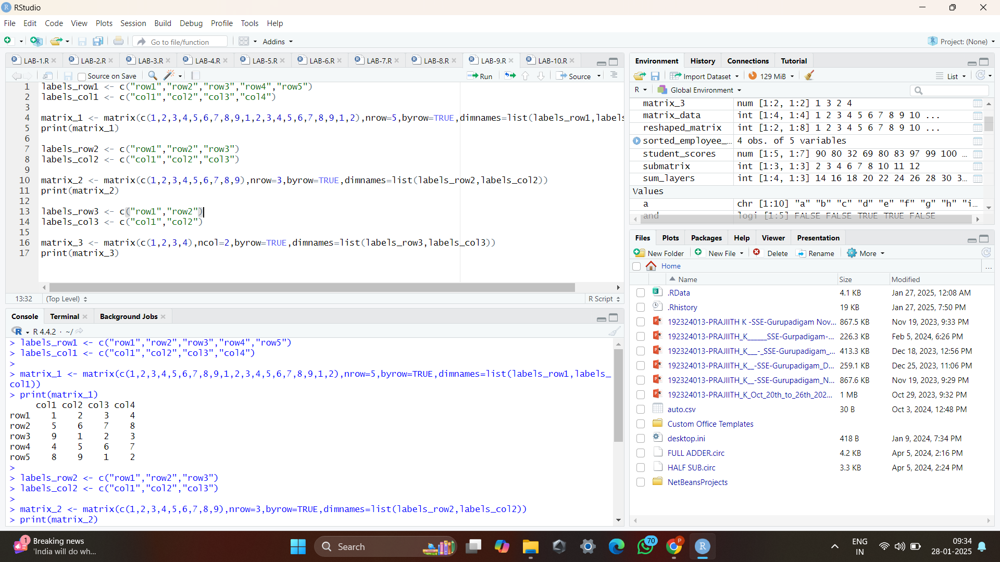 RStudio
File Edit Code View Plots Session Build Debug Profile Tools Help
Go to file/function Addins Project: (None)
LAB-1.R LAB-2.R LAB-3.R LAB-4.R LAB-5.R LAB-6.R LAB-7.R LAB-8.R LAB-9.R LAB-10.R
Source on Save Run Source
1 labels_row1 <- c("row1","row2","row3","row4","row5")
2 labels_col1 <- c("col1","col2","col3","col4")
3
4 matrix_1 <- matrix(c(1,2,3,4,5,6,7,8,9,1,2,3,4,5,6,7,8,9,1,2),nrow=5,byrow=TRUE,dimnames=list(labels_row1,labels
5 print(matrix_1)
6
7 labels_row2 <- c("row1","row2","row3")
8 labels_col2 <- c("col1","col2","col3")
9
10 matrix_2 <- matrix(c(1,2,3,4,5,6,7,8,9),nrow=3,byrow=TRUE,dimnames=list(labels_row2,labels_col2))
11 print(matrix_2)
12
13 labels_row3 <- c("row1","row2")
14 labels_col3 <- c("col1","col2")
15
16 matrix_3 <- matrix(c(1,2,3,4),ncol=2,byrow=TRUE,dimnames=list(labels_row3,labels_col3))
17 print(matrix_3)
13:32 (Top Level) R Script
Console Terminal Background Jobs
R 4.4.2 · ~/
> labels_row1 <- c("row1","row2","row3","row4","row5")
> labels_col1 <- c("col1","col2","col3","col4")
>
> matrix_1 <- matrix(c(1,2,3,4,5,6,7,8,9,1,2,3,4,5,6,7,8,9,1,2),nrow=5,byrow=TRUE,dimnames=list(labels_row1,labels_
col1))
> print(matrix_1)
col1 col2 col3 col4
row1 1 2 3 4
row2 5 6 7 8
row3 9 1 2 3
row4 4 5 6 7
row5 8 9 1 2
>
> labels_row2 <- c("row1","row2","row3")
> labels_col2 <- c("col1","col2","col3")
>
> matrix_2 <- matrix(c(1,2,3,4,5,6,7,8,9),nrow=3,byrow=TRUE,dimnames=list(labels_row2,labels_col2))
> print(matrix_2)
Environment History Connections Tutorial
Import Dataset 129 MiB List
R Global Environment
matrix_3 num [1:2, 1:2] 1 3 2 4
matrix_data int [1:4, 1:4] 1 2 3 4 5 6 7 8 9 10 ...
reshaped_matrix int [1:2, 1:8] 1 2 3 4 5 6 7 8 9 10 ...
sorted_employee_... 4 obs. of 5 variables
student_scores num [1:5, 1:7] 90 80 32 69 80 83 97 99 100 ...
submatrix int [1:3, 1:3] 2 3 4 6 7 8 10 11 12
sum_layers int [1:4, 1:3] 14 16 18 20 22 24 26 28 30 3...
Values
a chr [1:10] "a" "b" "c" "d" "e" "f" "g" "h" "i...
and logi [1:5] FALSE FALSE TRUE TRUE FALSE
Files Plots Packages Help Viewer Presentation
New Folder New File Delete Rename More
Home ...
Name Size Modified
.RData 4.1 KB Jan 27, 2025, 12:08 AM
.Rhistory 19 KB Jan 27, 2025, 7:50 PM
192324013-PRAJIITH K -SSE-Gurupadigam Nov... 867.5 KB Nov 19, 2023, 9:33 PM
192324013-PRAJIITH_K______SSE-Gurpadigam-... 226.3 KB Feb 5, 2024, 6:26 PM
192324013-PRAJIITH_K___-_SSE-Gurupadigam_... 413.3 KB Dec 18, 2023, 12:56 PM
192324013-PRAJIITH_K__-SSE-Gurupadigam_D... 259.1 KB Dec 25, 2023, 11:06 PM
192324013-PRAJIITH_K__-SSE-Gurupadigam_N... 867.6 KB Nov 19, 2023, 9:29 PM
192324013-PRAJIITH_K_Oct_20th_to_26th_202... 1 MB Oct 29, 2023, 9:32 PM
auto.csv 30 B Oct 3, 2024, 12:48 PM
Custom Office Templates
desktop.ini 418 B Jan 9, 2024, 7:34 PM
FULL ADDER.circ 4.2 KB Apr 5, 2024, 2:16 PM
HALF SUB.circ 3.3 KB Apr 5, 2024, 2:24 PM
NetBeansProjects
1 Breaking news
'India will do wh...
Search
70
P
R
ENG
IN
09:34
28-01-2025